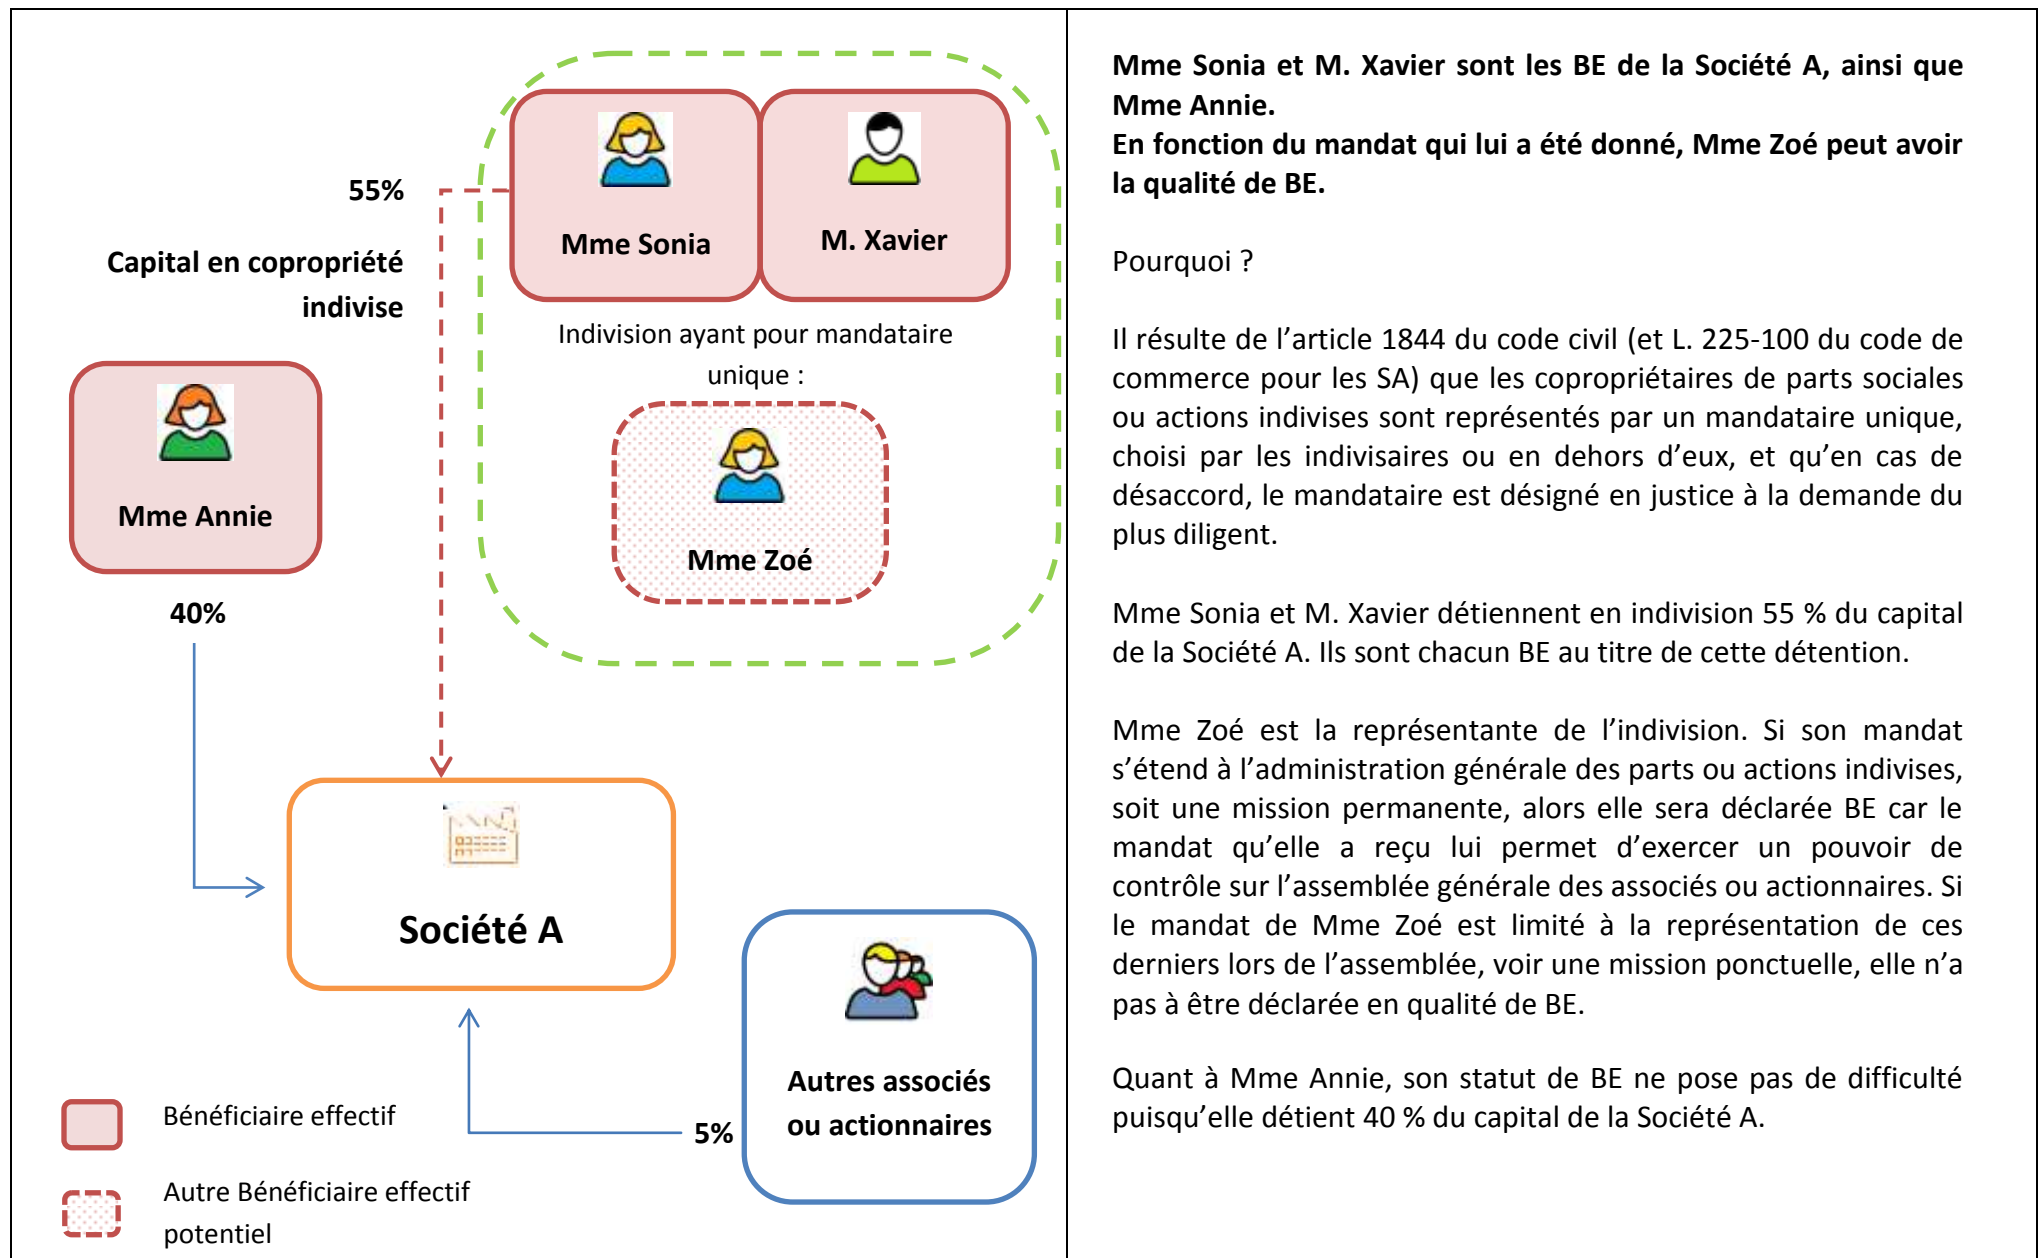 55%
Capital en copropriété
indivise
Mme Sonia
M. Xavier
Indivision ayant pour mandataire
unique :
Mme Zoé
Mme Annie
40%
Société A
Autres associés
ou actionnaires
5%
Bénéficiaire effectif
Autre Bénéficiaire effectif
potentiel
Mme Sonia et M. Xavier sont les BE de la Société A, ainsi que
Mme Annie.
En fonction du mandat qui lui a été donné, Mme Zoé peut avoir
la qualité de BE.
Pourquoi ?
Il résulte de l’article 1844 du code civil (et L. 225-100 du code de
commerce pour les SA) que les copropriétaires de parts sociales
ou actions indivises sont représentés par un mandataire unique,
choisi par les indivisaires ou en dehors d’eux, et qu’en cas de
désaccord, le mandataire est désigné en justice à la demande du
plus diligent.
Mme Sonia et M. Xavier détiennent en indivision 55 % du capital
de la Société A. Ils sont chacun BE au titre de cette détention.
Mme Zoé est la représentante de l’indivision. Si son mandat
s’étend à l’administration générale des parts ou actions indivises,
soit une mission permanente, alors elle sera déclarée BE car le
mandat qu’elle a reçu lui permet d’exercer un pouvoir de
contrôle sur l’assemblée générale des associés ou actionnaires. Si
le mandat de Mme Zoé est limité à la représentation de ces
derniers lors de l’assemblée, voir une mission ponctuelle, elle n’a
pas à être déclarée en qualité de BE.
Quant à Mme Annie, son statut de BE ne pose pas de difficulté
puisqu’elle détient 40 % du capital de la Société A.